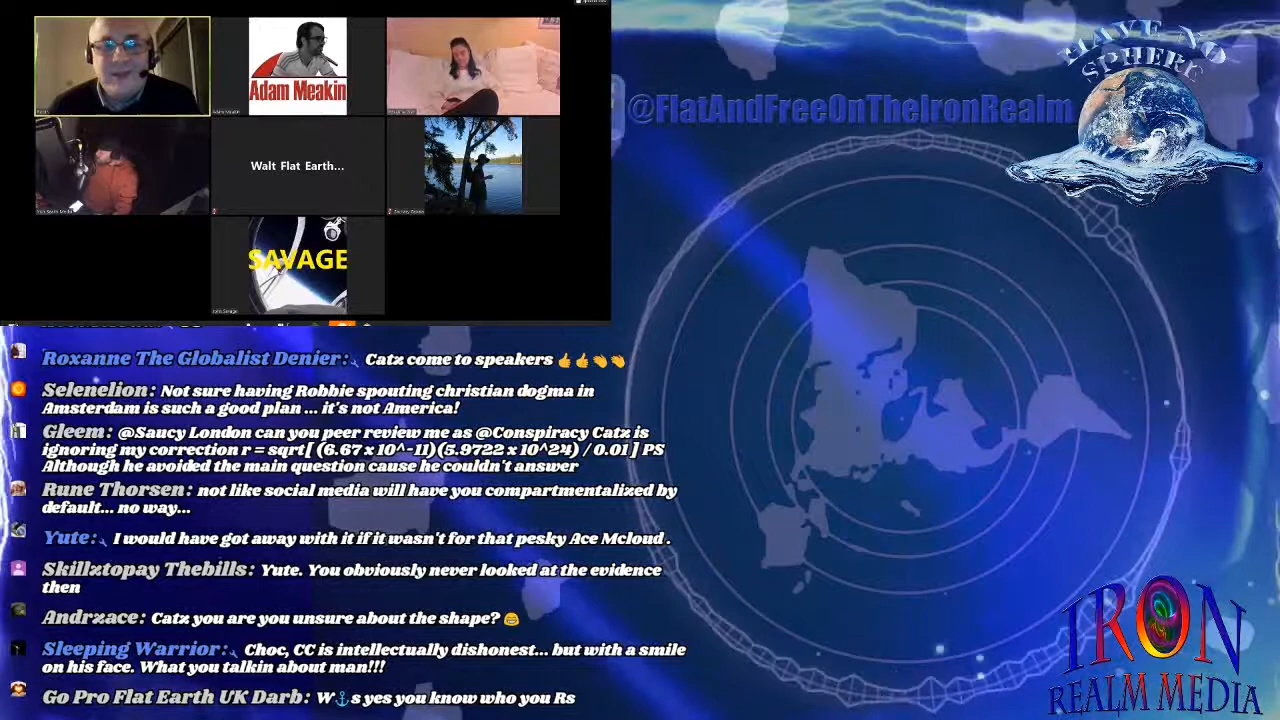 Adam Meakin
Walt Flat Earth...
SAVAGE
John Savage
HAVE NO
SPHERE
@FlatAndFreeOnTheIronRealm
Roxanne The Globalist Denier: Catz come to speakers 👍👍👏👏
Selenelion: Not sure having Robbie spouting christian dogma in
Amsterdam is such a good plan ... it's not America!
Gleem: @Saucy London can you peer review me as @Conspiracy Catz is
ignoring my correction r = sqrt[ (6.67 x 10^-11)(5.9722 x 10^24) / 0.01 ] PS
Although he avoided the main question cause he couldn't answer
Rune Thorsen: not like social media will have you compartmentalized by
default... no way...
Yute: I would have got away with it if it wasn't for that pesky Ace Mcloud .
Skillztopay Thebills: Yute. You obviously never looked at the evidence
then
Andrzace: Catz you are you unsure about the shape? 😁
Sleeping Warrior: Choc, CC is intellectually dishonest... but with a smile
on his face. What you talkin about man!!!
Go Pro Flat Earth UK Darb: W⚓s yes you know who you Rs
IRON
REALM MEDIA